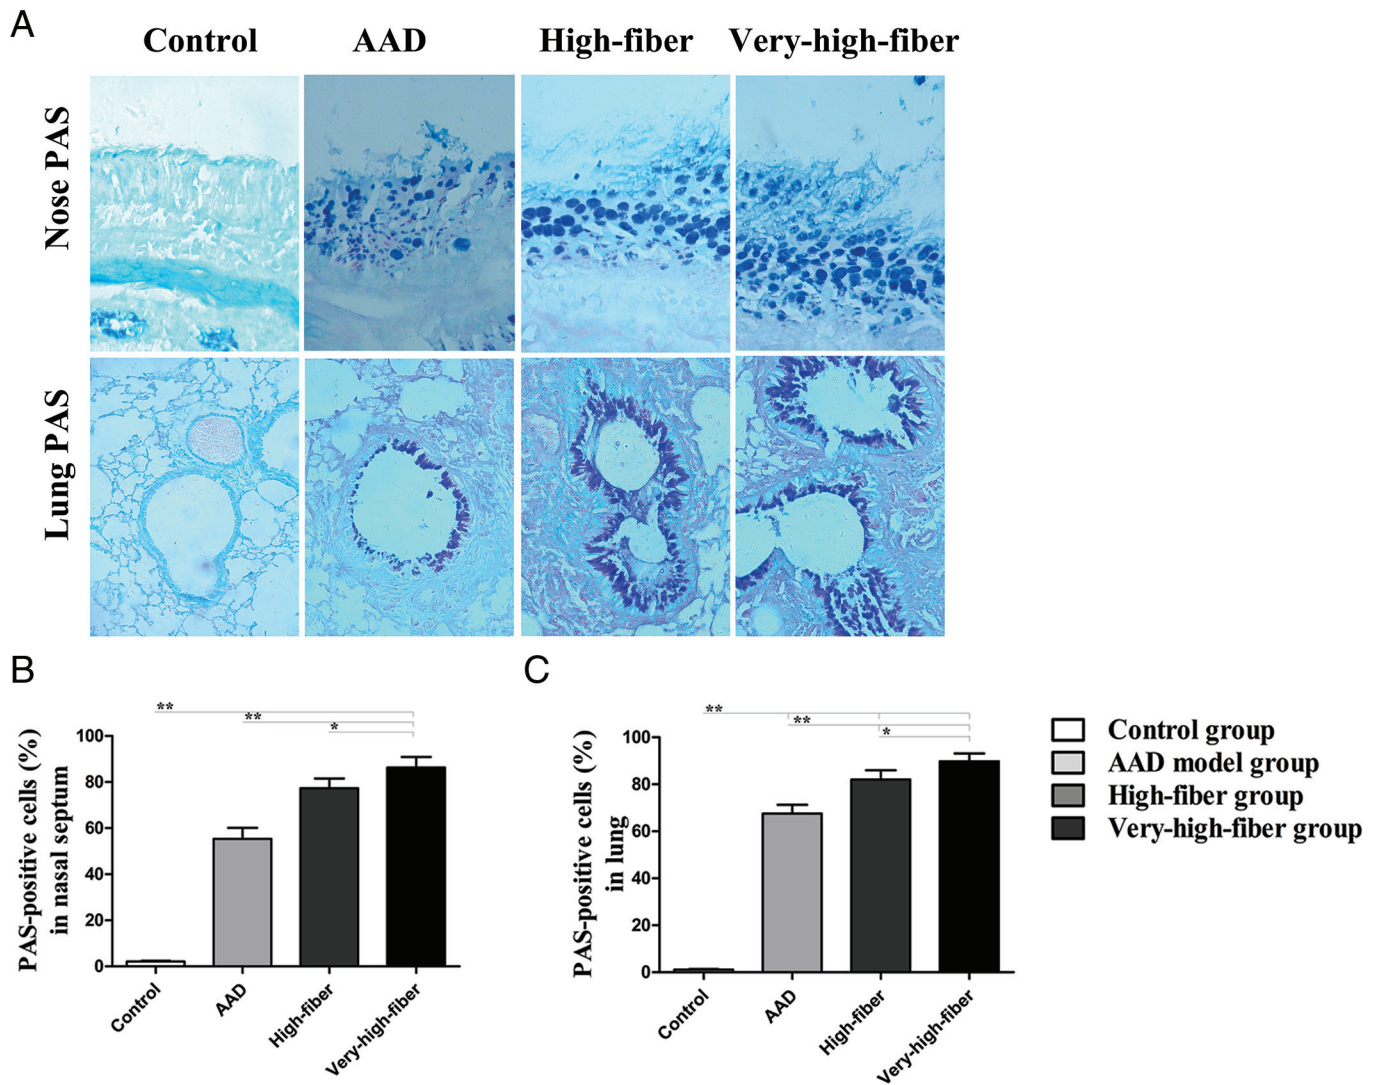 A
Control AAD High-fiber Very-high-fiber
Nose PAS
Lung PAS
B
** 
**
*
PAS-positive cells (%)
in nasal septum
100
80
60
40
20
0
Control AAD High-fiber Very-high-fiber
C
**
**
*
PAS-positive cells (%)
in lung
100
80
60
40
20
0
Control AAD High-fiber Very-high-fiber
Control group
AAD model group
High-fiber group
Very-high-fiber group